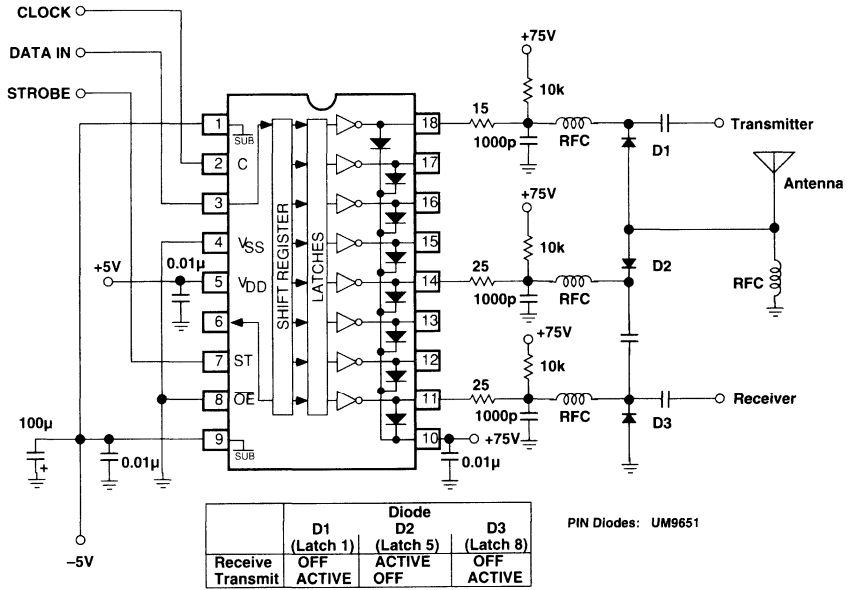 CLOCK
DATA IN
STROBE
+75V
10k
15
1000p
RFC
D1
Transmitter
Antenna
1
SUB
18
2
C
17
3
16
4
VSS
15
+5V
0.01µ
5
VDD
14
6
13
7
ST
12
8
OE
11
9
SUB
10
SHIFT REGISTER
LATCHES
+75V
10k
25
1000p
RFC
D2
RFC
+75V
10k
25
1000p
RFC
D3
Receiver
100µ
+
0.01µ
+75V
0.01µ
–5V
PIN Diodes: UM9651
Diode
D1 D2 D3
(Latch 1) (Latch 5) (Latch 8)
Receive OFF ACTIVE OFF
Transmit ACTIVE OFF ACTIVE